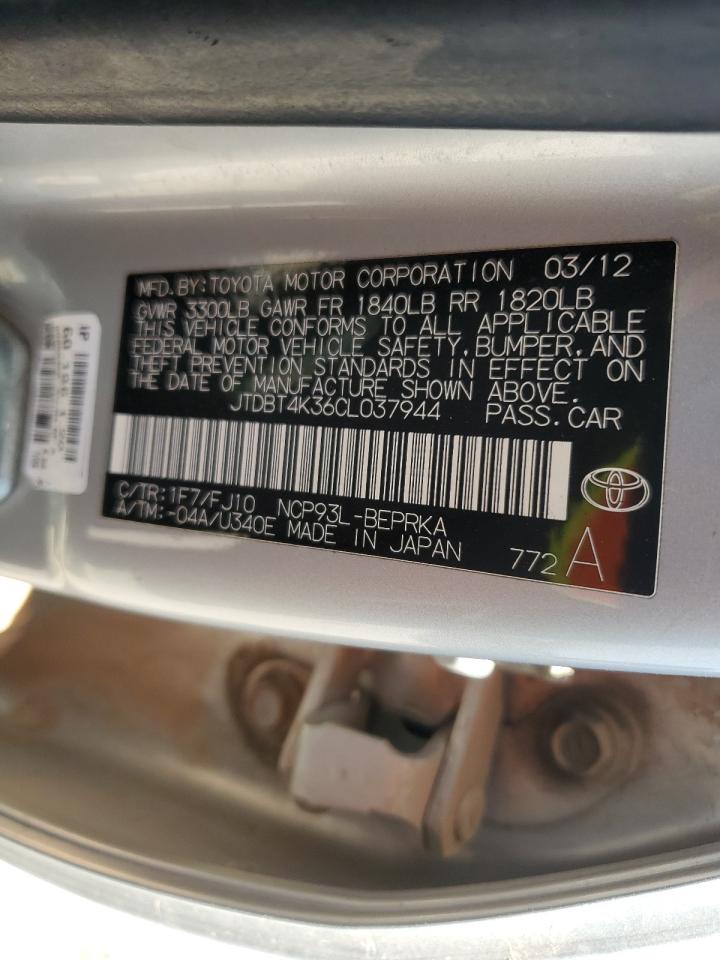 MFD.BY:TOYOTA MOTOR CORPORATION 03/12
GVWR 3300LB GAWR FR 1840LB RR 1820LB
THIS VEHICLE CONFORMS TO ALL APPLICABLE
FEDERAL MOTOR VEHICLE SAFETY,BUMPER,AND
THEFT PREVENTION STANDARDS IN EFFECT ON
THE DATE OF MANUFACTURE SHOWN ABOVE.
JTDBT4K36CL037944 PASS.CAR
C/TR:1F7/FJ10 NCP93L-BEPRKA
A/TM:-04A/U340E MADE IN JAPAN 772 A